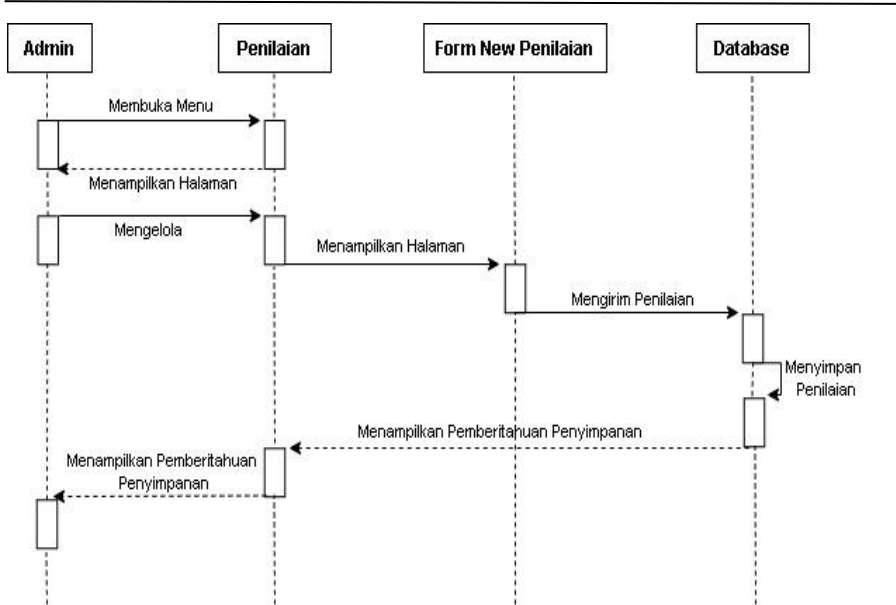 Admin
Penilaian
Form New Penilaian
Database
Membuka Menu
Menampilkan Halaman
Mengelola
Menampilkan Halaman
Mengirim Penilaian
Menyimpan
Penilaian
Menampilkan Pemberitahuan Penyimpanan
Menampilkan Pemberitahuan
Penyimpanan